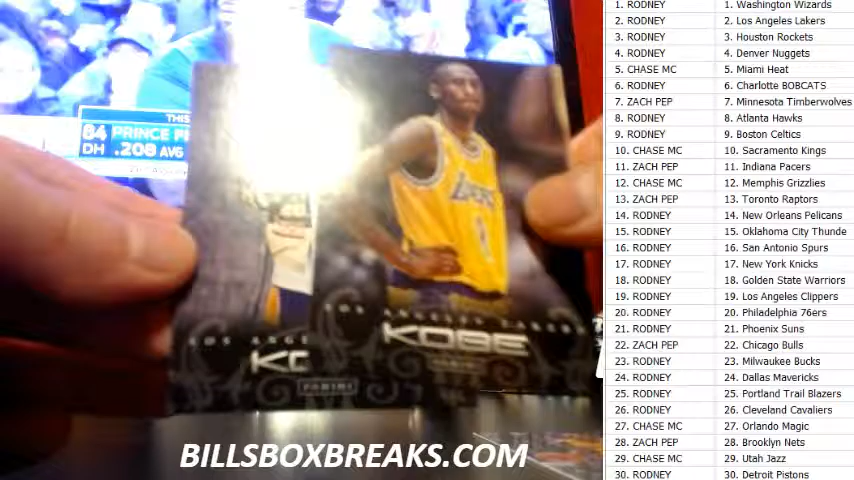 THIS
84 PRINCE FI
DH .208 AVG
LOS ANGE
KO
PANINI
LOS ANGELES LAKERS
KOBE
BILLSBOXBREAKS.COM
1. RODNEY 1. Washington Wizards
2. RODNEY 2. Los Angeles Lakers
3. RODNEY 3. Houston Rockets
4. RODNEY 4. Denver Nuggets
5. CHASE MC 5. Miami Heat
6. RODNEY 6. Charlotte BOBCATS
7. ZACH PEP 7. Minnesota Timberwolves
8. RODNEY 8. Atlanta Hawks
9. RODNEY 9. Boston Celtics
10. CHASE MC 10. Sacramento Kings
11. ZACH PEP 11. Indiana Pacers
12. CHASE MC 12. Memphis Grizzlies
13. ZACH PEP 13. Toronto Raptors
14. RODNEY 14. New Orleans Pelicans
15. RODNEY 15. Oklahoma City Thunde
16. RODNEY 16. San Antonio Spurs
17. RODNEY 17. New York Knicks
18. RODNEY 18. Golden State Warriors
19. RODNEY 19. Los Angeles Clippers
20. RODNEY 20. Philadelphia 76ers
21. RODNEY 21. Phoenix Suns
22. ZACH PEP 22. Chicago Bulls
23. RODNEY 23. Milwaukee Bucks
24. RODNEY 24. Dallas Mavericks
25. RODNEY 25. Portland Trail Blazers
26. RODNEY 26. Cleveland Cavaliers
27. CHASE MC 27. Orlando Magic
28. ZACH PEP 28. Brooklyn Nets
29. CHASE MC 29. Utah Jazz
30. RODNEY 30. Detroit Pistons